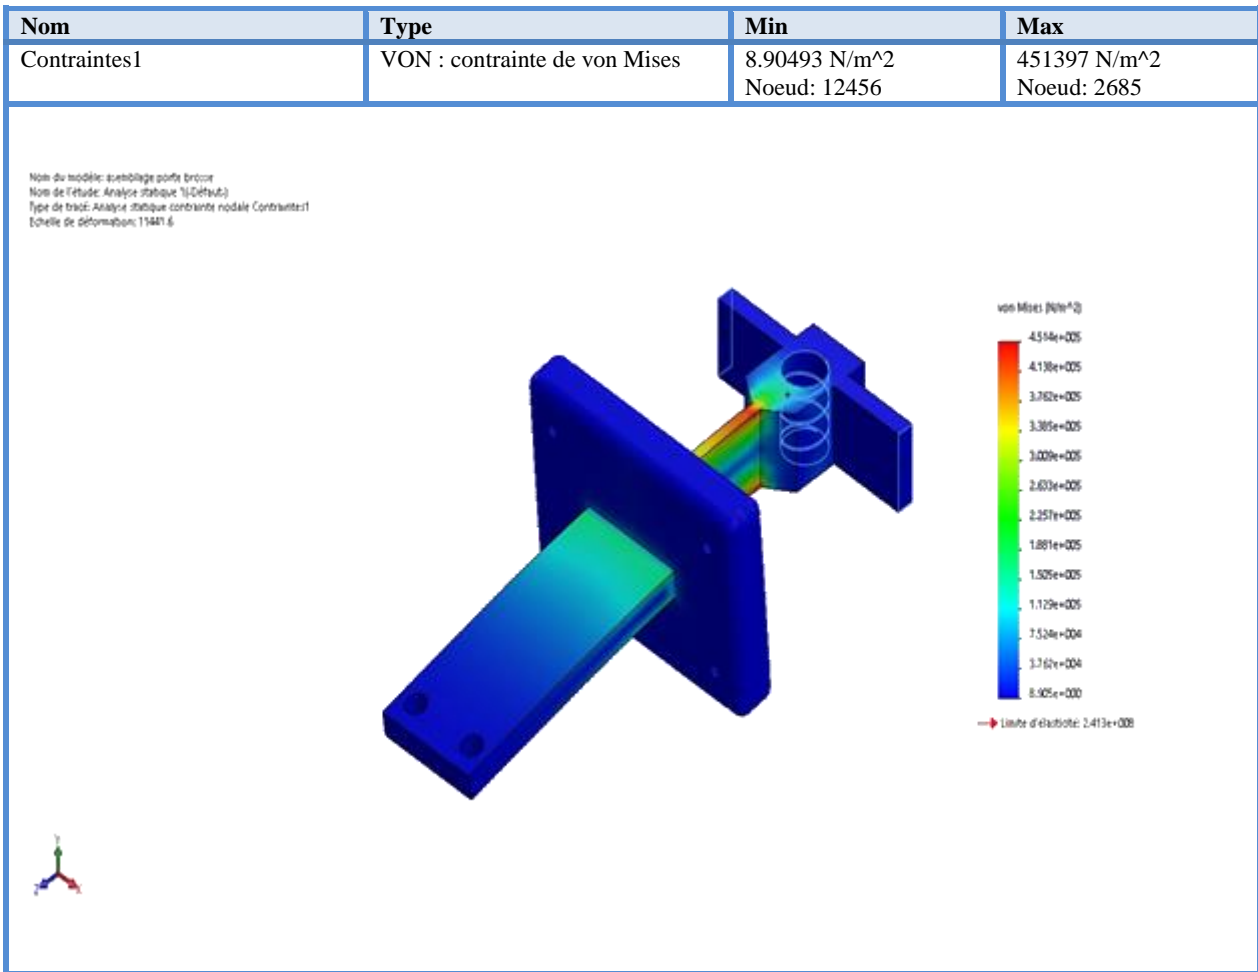 Nom Type Min Max
Contraintes1 VON : contrainte de von Mises 8.90493 N/m^2 451397 N/m^2
Noeud: 12456 Noeud: 2685
Nom du modèle: asemblage porte brosse
Nom de l'étude: Analyse statique 1(-Défaut-)
Type de tracé: Analyse statique contrainte nodale Contraintes1
Echelle de déformation: 11441.6
von Mises (N/m^2)
4.514e+005
4.138e+005
3.762e+005
3.385e+005
3.009e+005
2.633e+005
2.257e+005
1.881e+005
1.505e+005
1.129e+005
7.524e+004
3.762e+004
8.905e+000
Limite d'élasticité: 2.413e+008
Y
Z X